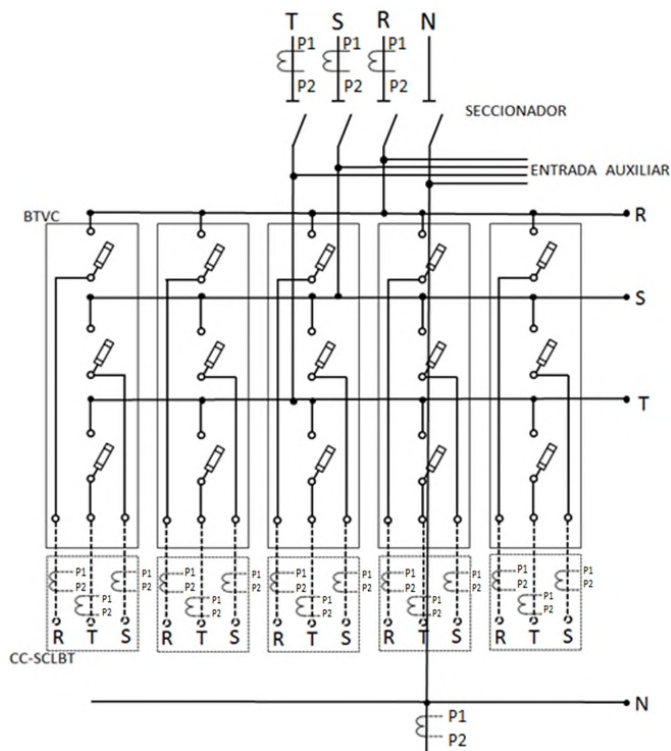 T S R N
P1 P1 P1
P2 P2 P2
SECCIONADOR
ENTRADA AUXILIAR
BTVC
R
S
T
P1 P1 P1 P1 P1 P1 P1 P1 P1 P1
P2 P2 P2 P2 P2 P2 P2 P2 P2 P2
P1 P1 P1 P1 P1
P2 P2 P2 P2 P2
R T S R T S R T S R T S R T S
CC-SCLBT
N
P1
P2